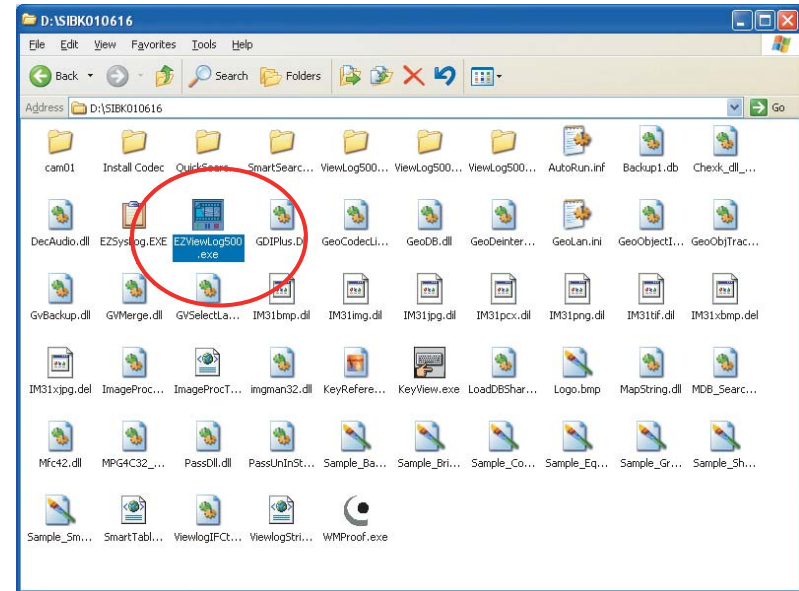 D:\SIBK010616
File Edit View Favorites Tools Help
Back Search Folders
Address D:\SIBK010616 Go
cam01 Install Codec QuickSearc... SmartSearc... ViewLog500... ViewLog500... ViewLog500... AutoRun.inf Backup1.db Chexk_dll_...
DecAudio.dll EZSysLog.EXE EZViewLog500 GDIPlus.D GeoCodecLi... GeoDB.dll GeoDeinter... GeoLan.ini GeoObjectI... GeoObjTrac...
.exe
GvBackup.dll GVMerge.dll GVSelectLa... IM31bmp.dil IM31img.dil IM31jpg.dil IM31pcx.dil IM31png.dil IM31tif.dil IM31xbmp.del
IM31xjpg.del ImageProc... ImageProcT... imgman32.dll KeyRefere... KeyView.exe LoadDBShar... Logo.bmp MapString.dll MDB_Searc...
Mfc42.dll MPG4C32_... PassDll.dll PassUnInSt... Sample_Ba... Sample_Bri... Sample_Co... Sample_Eq... Sample_Gr... Sample_Sh...
Sample_Sm... SmartTabl... ViewlogIFCt... ViewlogStri... WMProof.exe